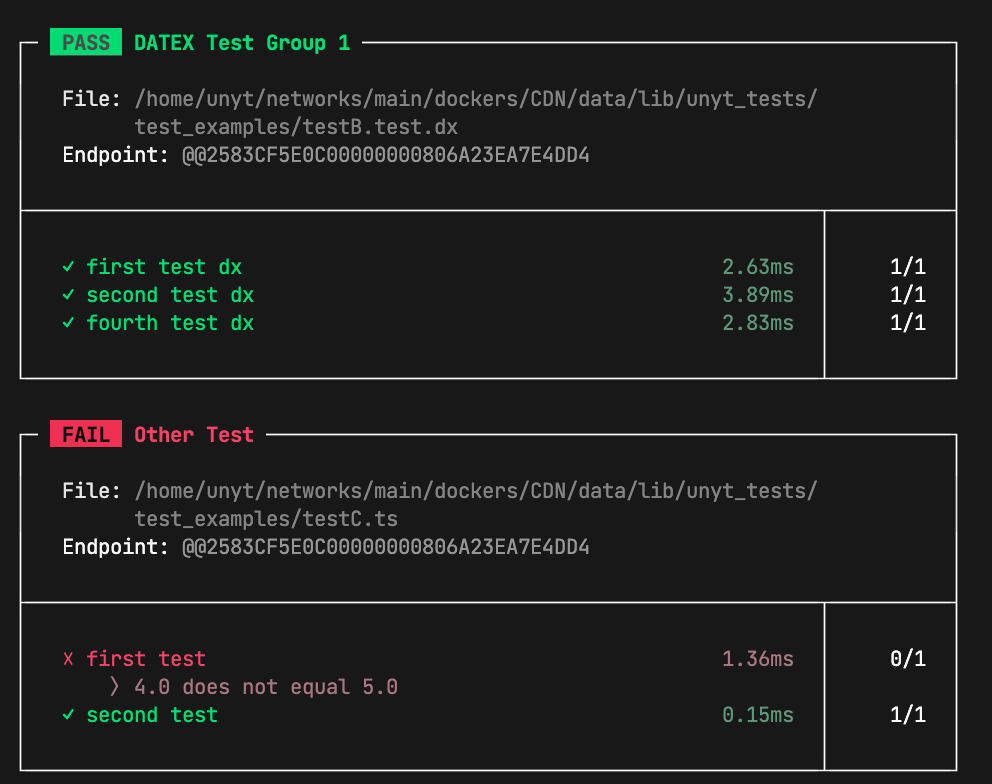 PASS DATEX Test Group 1
File: /home/unyt/networks/main/dockers/CDN/data/lib/unyt_tests/
test_examples/testB.test.dx
Endpoint: @@2583CF5E0C00000000806A23EA7E4DD4
✓ first test dx 2.63ms 1/1
✓ second test dx 3.89ms 1/1
✓ fourth test dx 2.83ms 1/1
FAIL Other Test
File: /home/unyt/networks/main/dockers/CDN/data/lib/unyt_tests/
test_examples/testC.ts
Endpoint: @@2583CF5E0C00000000806A23EA7E4DD4
✗ first test 1.36ms 0/1
〉 4.0 does not equal 5.0
✓ second test 0.15ms 1/1